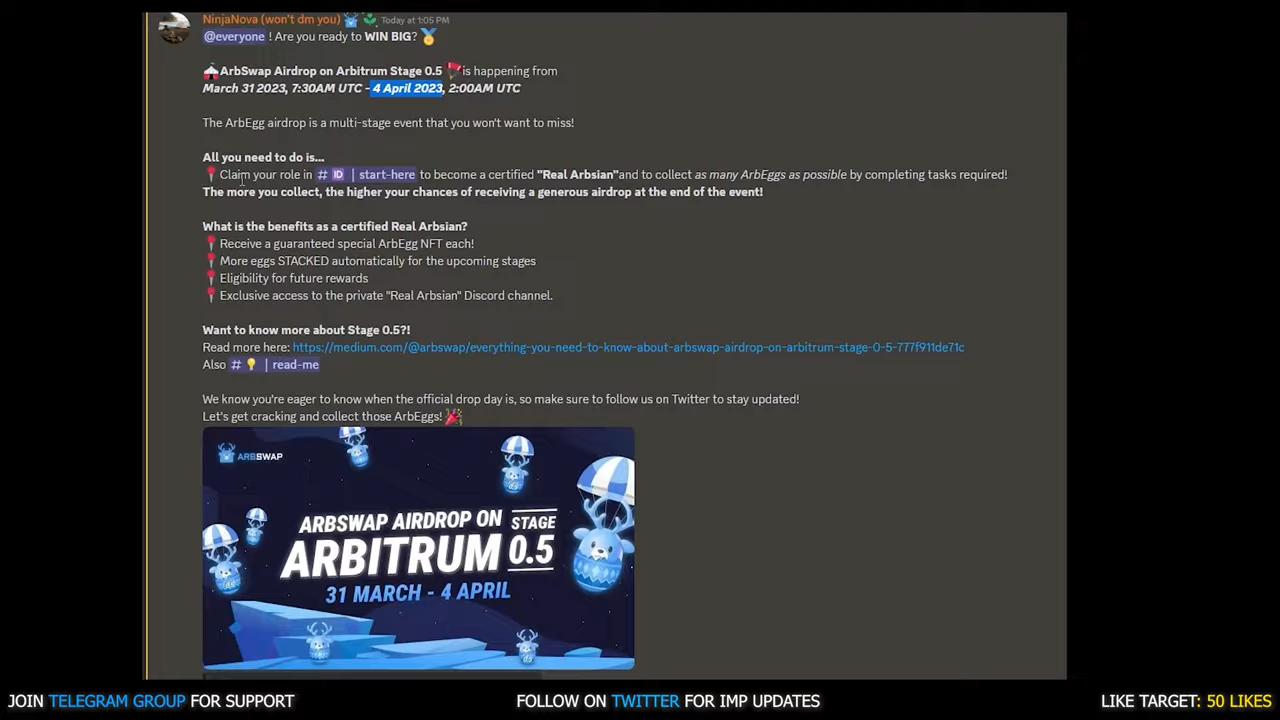 NinjaNova (won't dm you) Today at 1:05 PM
@everyone ! Are you ready to WIN BIG?
ArbSwap Airdrop on Arbitrum Stage 0.5 is happening from
March 31 2023, 7:30AM UTC - 4 April 2023, 2:00AM UTC
The ArbEgg airdrop is a multi-stage event that you won't want to miss!
All you need to do is...
Claim your role in # ID | start-here to become a certified "Real Arbsian"and to collect as many ArbEggs as possible by completing tasks required!
The more you collect, the higher your chances of receiving a generous airdrop at the end of the event!
What is the benefits as a certified Real Arbsian?
Receive a guaranteed special ArbEgg NFT each!
More eggs STACKED automatically for the upcoming stages
Eligibility for future rewards
Exclusive access to the private "Real Arbsian" Discord channel.
Want to know more about Stage 0.5?!
Read more here: https://medium.com/@arbswap/everything-you-need-to-know-about-arbswap-airdrop-on-arbitrum-stage-0-5-777f911de71c
Also # | read-me
We know you're eager to know when the official drop day is, so make sure to follow us on Twitter to stay updated!
Let's get cracking and collect those ArbEggs!
ARBSWAP
ARBSWAP AIRDROP ON
ARBITRUM
STAGE
0.5
31 MARCH - 4 APRIL
JOIN TELEGRAM GROUP FOR SUPPORT
FOLLOW ON TWITTER FOR IMP UPDATES
LIKE TARGET: 50 LIKES